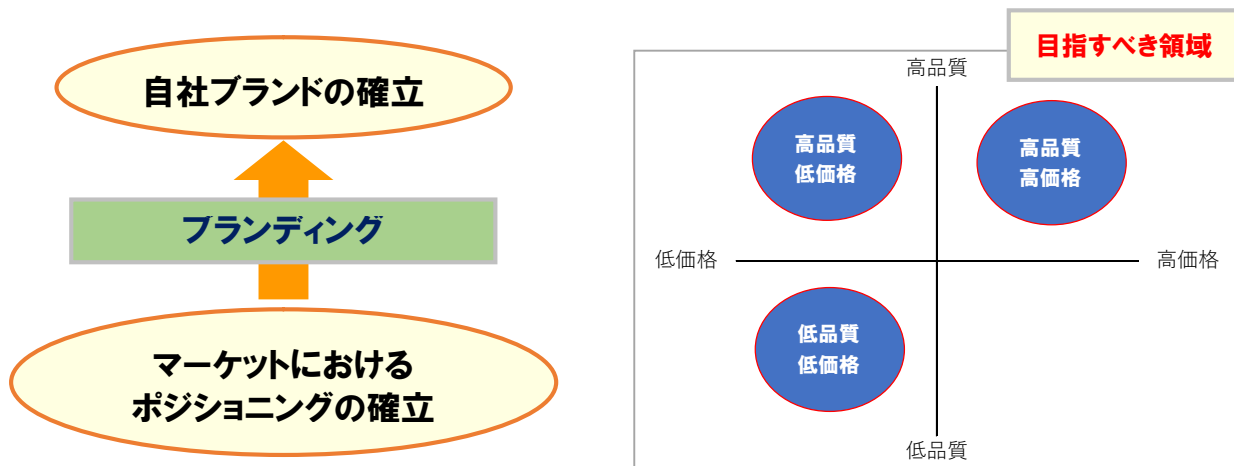 自社ブランドの確立
ブランディング
マーケットにおける
ポジショニングの確立
目指すべき領域
高品質
高品質
低価格
高品質
高価格
低価格
高価格
低品質
低価格
低品質